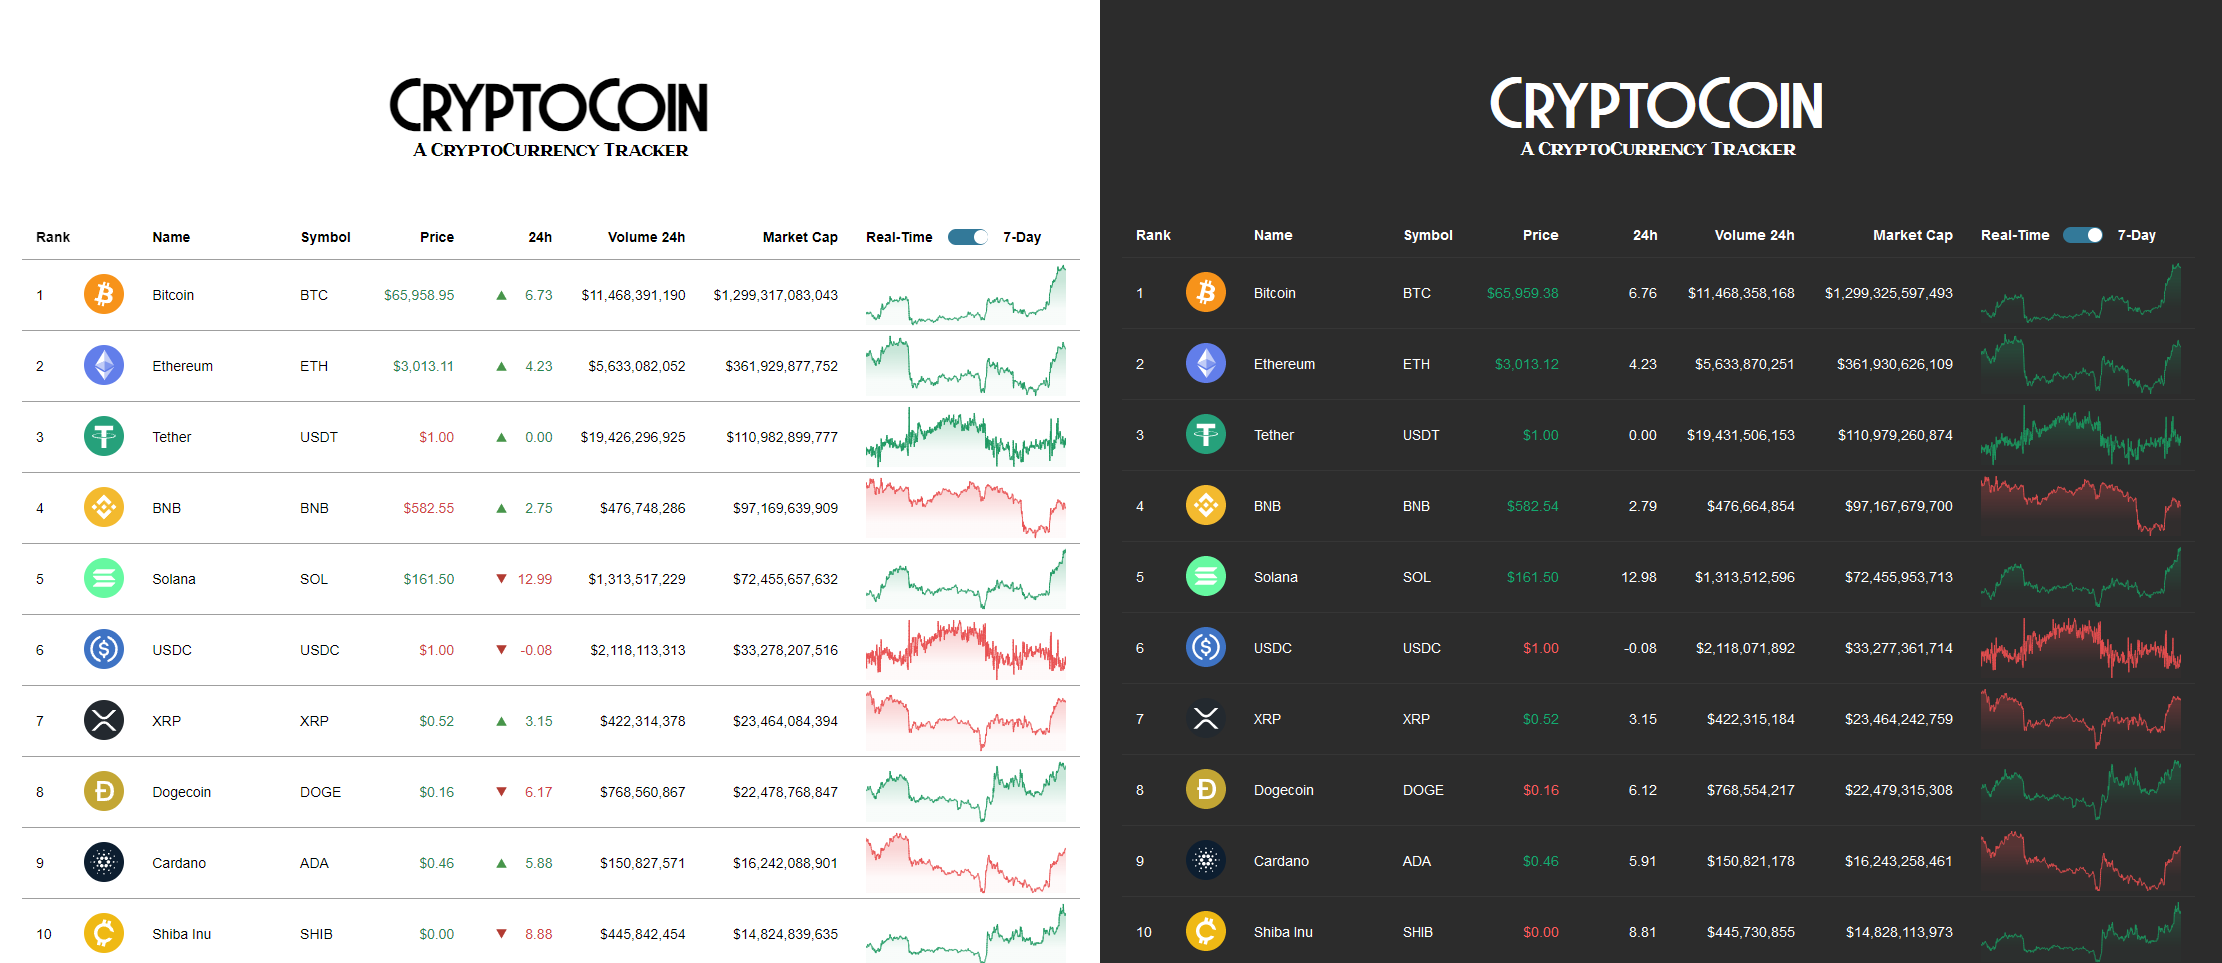 CRYPTOCOIN
A CRYPTOCURRENCY TRACKER
Rank Name Symbol Price 24h Volume 24h Market Cap Real-Time 7-Day
1 Bitcoin BTC $65,958.95 ▲ 6.73 $11,468,391,190 $1,299,317,083,043
2 Ethereum ETH $3,013.11 ▲ 4.23 $5,633,082,052 $361,929,877,752
3 Tether USDT $1.00 ▲ 0.00 $19,426,296,925 $110,982,899,777
4 BNB BNB $582.55 ▲ 2.75 $476,748,286 $97,169,639,909
5 Solana SOL $161.50 ▼ 12.99 $1,313,517,229 $72,455,657,632
6 USDC USDC $1.00 ▼ -0.08 $2,118,113,313 $33,278,207,516
7 XRP XRP $0.52 ▲ 3.15 $422,314,378 $23,464,084,394
8 Dogecoin DOGE $0.16 ▼ 6.17 $768,560,867 $22,478,768,847
9 Cardano ADA $0.46 ▲ 5.88 $150,827,571 $16,242,088,901
10 Shiba Inu SHIB $0.00 ▼ 8.88 $445,842,454 $14,824,839,635
CRYPTOCOIN
A CRYPTOCURRENCY TRACKER
Rank Name Symbol Price 24h Volume 24h Market Cap Real-Time 7-Day
1 Bitcoin BTC $65,959.38 6.76 $11,468,358,168 $1,299,325,597,493
2 Ethereum ETH $3,013.12 4.23 $5,633,870,251 $361,930,626,109
3 Tether USDT $1.00 0.00 $19,431,506,153 $110,979,260,874
4 BNB BNB $582.54 2.79 $476,664,854 $97,167,679,700
5 Solana SOL $161.50 12.98 $1,313,512,596 $72,455,953,713
6 USDC USDC $1.00 -0.08 $2,118,071,892 $33,277,361,714
7 XRP XRP $0.52 3.15 $422,315,184 $23,464,242,759
8 Dogecoin DOGE $0.16 6.12 $768,554,217 $22,479,315,308
9 Cardano ADA $0.46 5.91 $150,821,178 $16,243,258,461
10 Shiba Inu SHIB $0.00 8.81 $445,730,855 $14,828,113,973